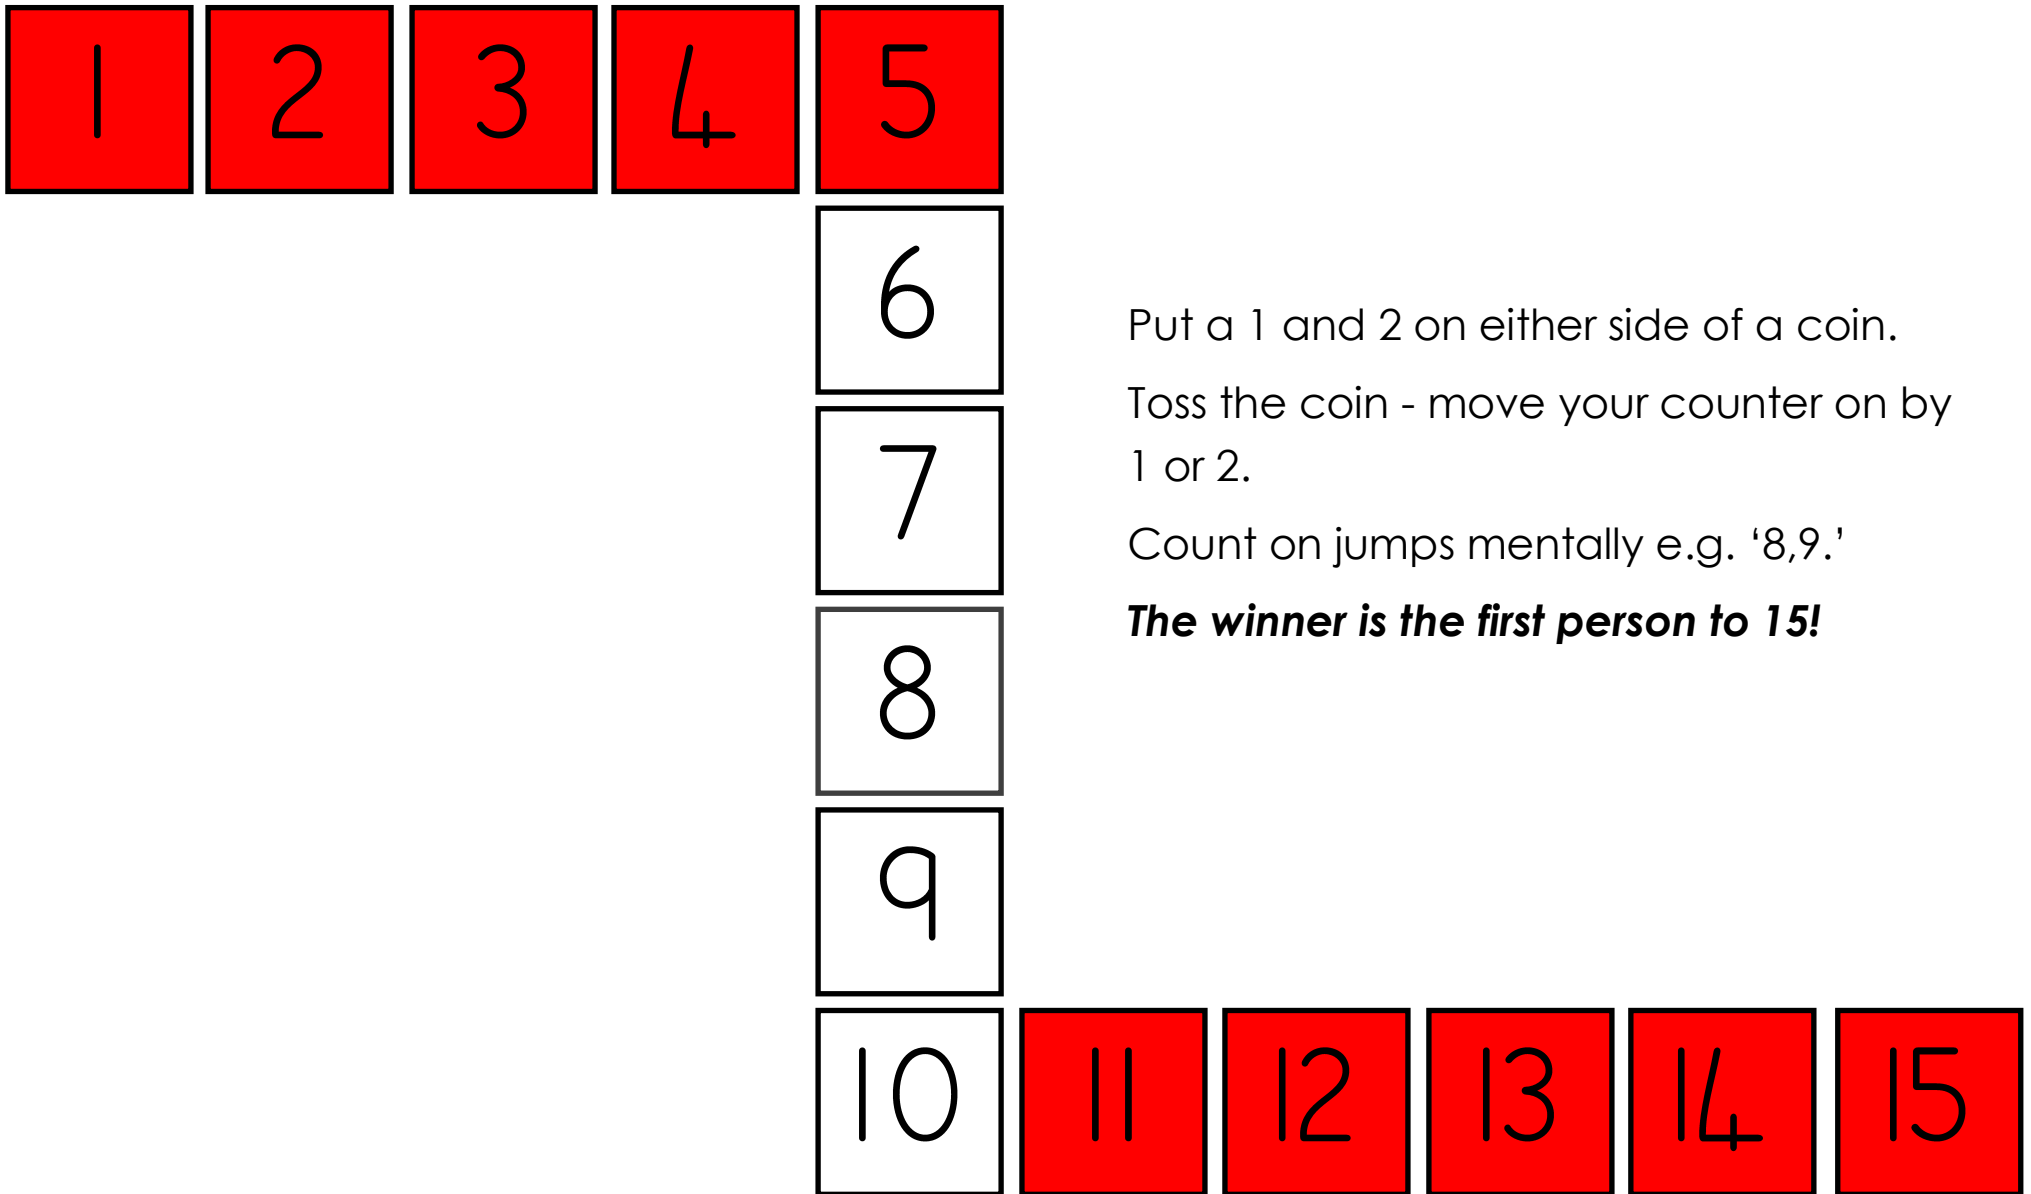 1 2 3 4 5
6
Put a 1 and 2 on either side of a coin.
Toss the coin - move your counter on by
7
1 or 2.
Count on jumps mentally e.g. ‘8,9.’
The winner is the first person to 15!
8
9
10 11 12 13 14 15